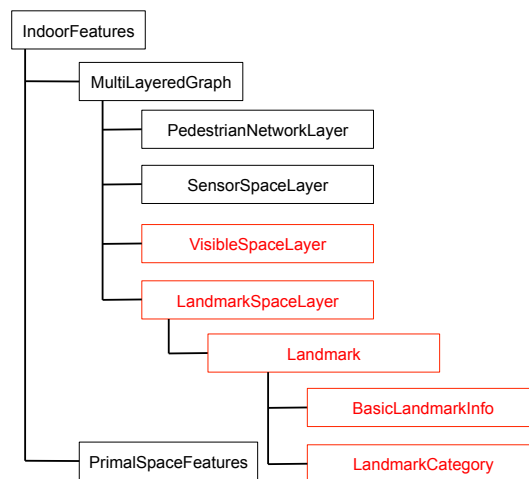 IndoorFeatures
MultiLayeredGraph
PedestrianNetworkLayer
SensorSpaceLayer
VisibleSpaceLayer
LandmarkSpaceLayer
Landmark
BasicLandmarkInfo
LandmarkCategory
PrimalSpaceFeatures